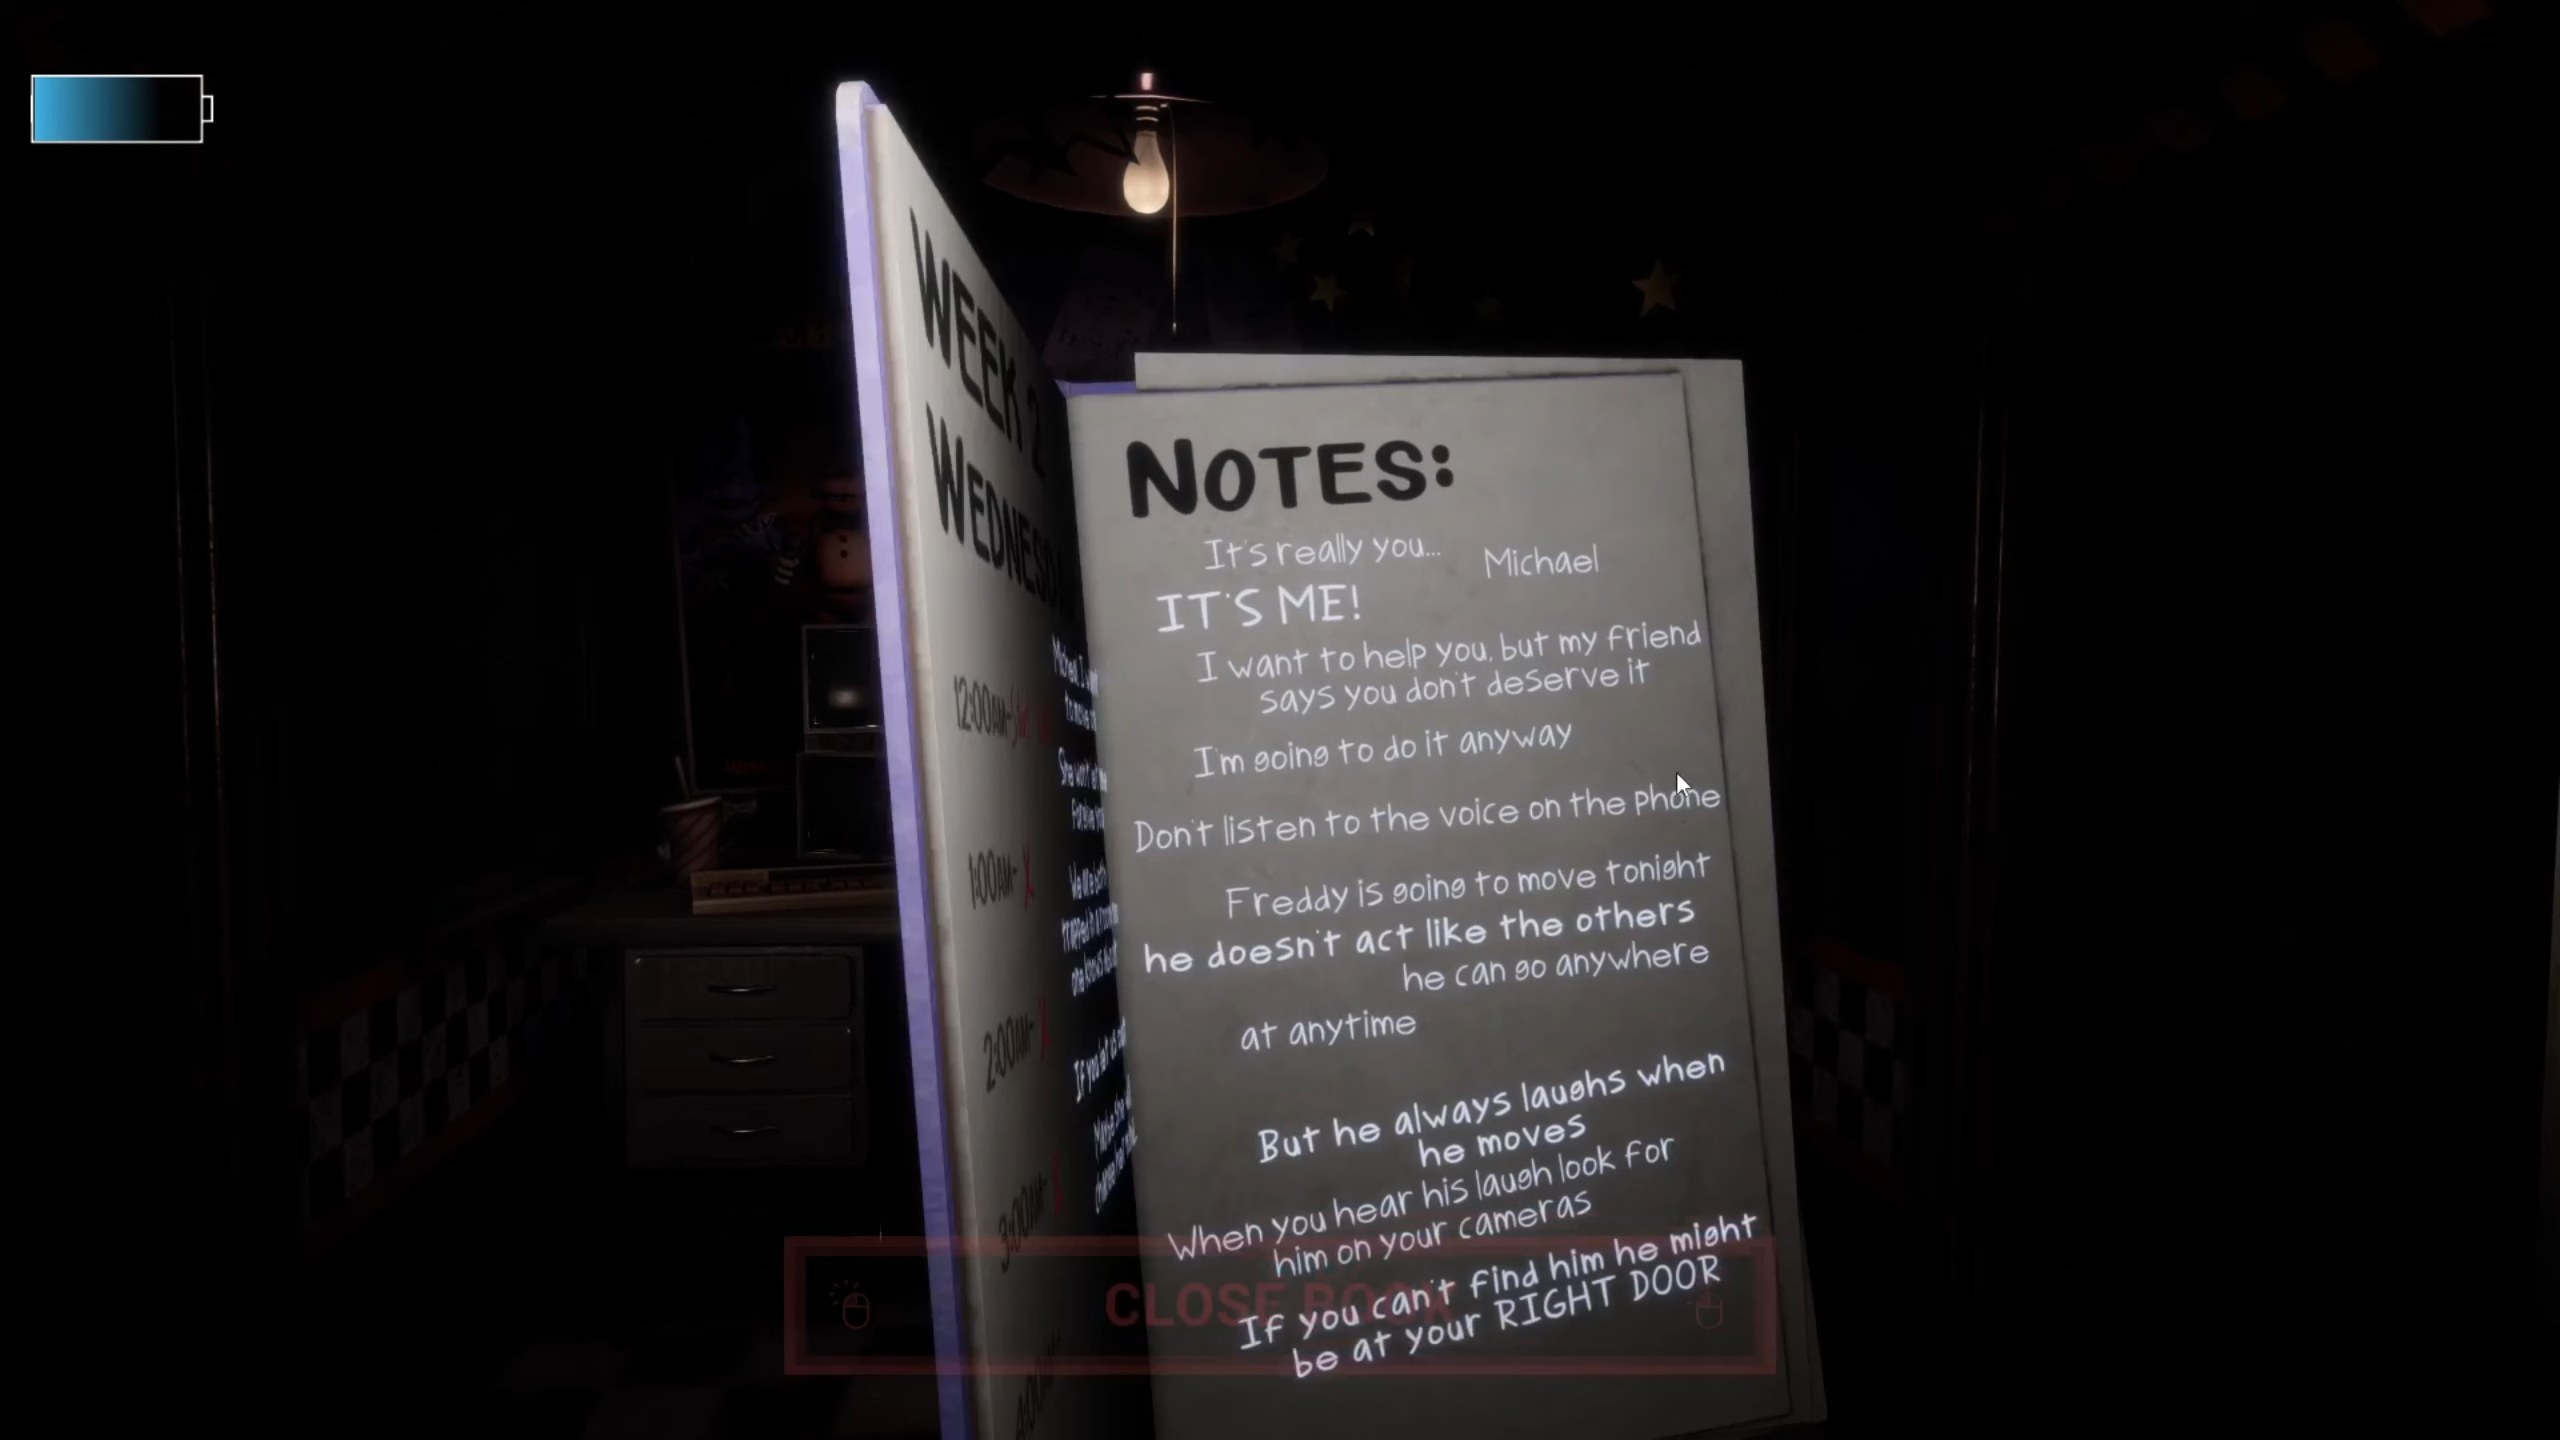 WEEK 2
WEDNESD
12:00AM-
1:00AM- X
2:00AM- X
3:00AM- X
4:00AM-
NOTES:
It's really you... Michael
IT'S ME!
I want to help you, but my friend
says you don't deserve it
I'm going to do it anyway
Don't listen to the voice on the phone
Freddy is going to move tonight
he doesn't act like the others
he can go anywhere
at anytime
But he always laughs when
he moves
When you hear his laugh look for
him on your cameras
If you can't find him he might
be at your RIGHT DOOR
CLOSE BOOK